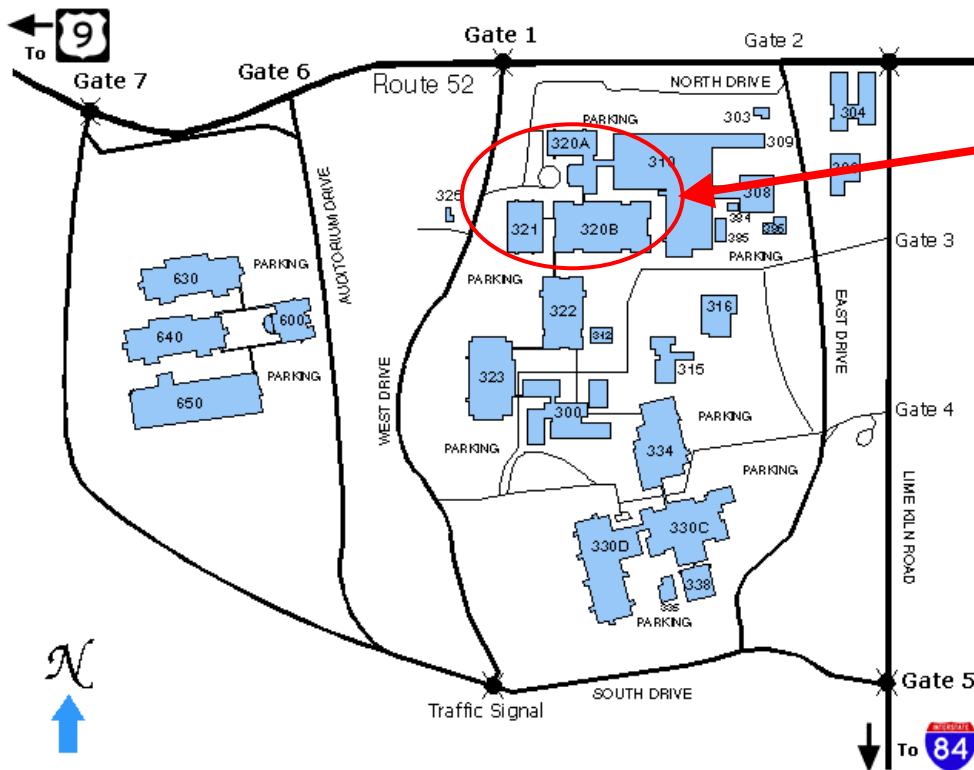 To 9
Gate 7
Gate 6
Gate 1
Gate 2
Route 52
NORTH DRIVE
PARKING
303
304
309
320A
310
308
325
321
320B
385
PARKING
Gate 3
AUDITORIUM DRIVE
PARKING
630
PARKING
EAST DRIVE
600
640
322
312
316
315
PARKING
650
323
WEST DRIVE
300
PARKING
Gate 4
334
PARKING
PARKING
LIME KILN ROAD
330C
330D
338
PARKING
N
Gate 5
SOUTH DRIVE
Traffic Signal
To
INTERSTATE
84